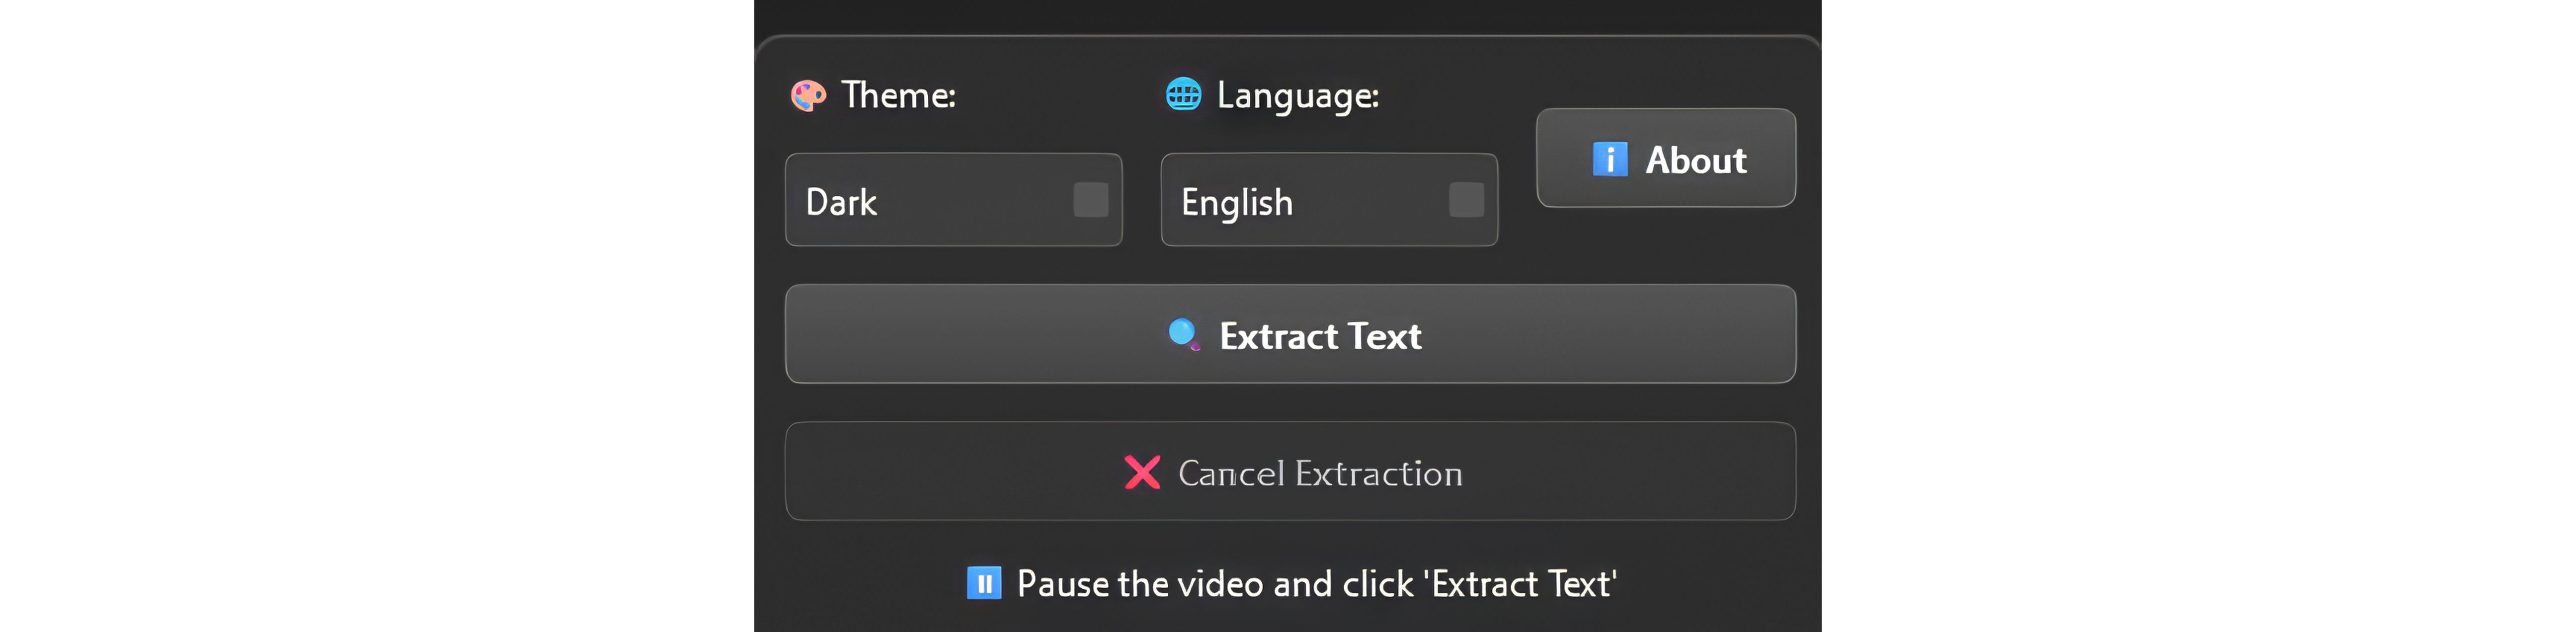 Theme:
Language:
About
Dark
English
Extract Text
Cancel Extraction
Pause the video and click 'Extract Text'